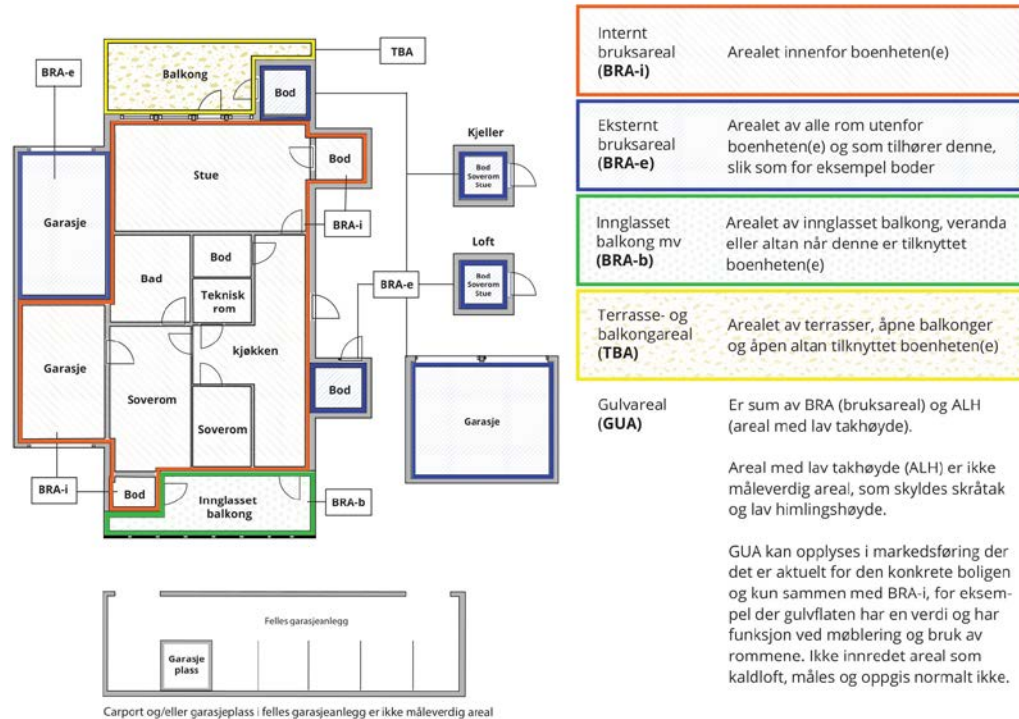 TBA
BRA-e
Balkong
Bod
Kjeller
Bod
Soverom
Stue
Stue
Bod
Garasje
BRA-i
Loft
Bod
Soverom
Stue
Bad
Bod
Teknisk
rom
BRA-e
Garasje
kjøkken
Soverom
Bod
Garasje
Soverom
BRA-i
Bod
Innglasset
balkong
BRA-b
Felles garasjeanlegg
Garasje
plass
Carport og/eller garasjeplass i felles garasjeanlegg er ikke måleverdig areal
Internt
bruksareal
(BRA-i)
Arealet innenfor boenheten(e)
Eksternt
bruksareal
(BRA-e)
Arealet av alle rom utenfor
boenheten(e) og som tilhører denne,
slik som for eksempel boder
Innglasset
balkong mv
(BRA-b)
Arealet av innglasset balkong, veranda
eller altan når denne er tilknyttet
boenheten(e)
Terrasse- og
balkongareal
(TBA)
Arealet av terrasser, åpne balkonger
og åpen altan tilknyttet boenheten(e)
Gulvareal
(GUA)
Er sum av BRA (bruksareal) og ALH
(areal med lav takhøyde).
Areal med lav takhøyde (ALH) er ikke
måleverdig areal, som skyldes skråtak
og lav himlingshøyde.
GUA kan opplyses i markedsføring der
det er aktuelt for den konkrete boligen
og kun sammen med BRA-i, for eksem-
pel der gulvflaten har en verdi og har
funksjon ved møblering og bruk av
rommene. Ikke innredet areal som
kaldloft, måles og oppgis normalt ikke.